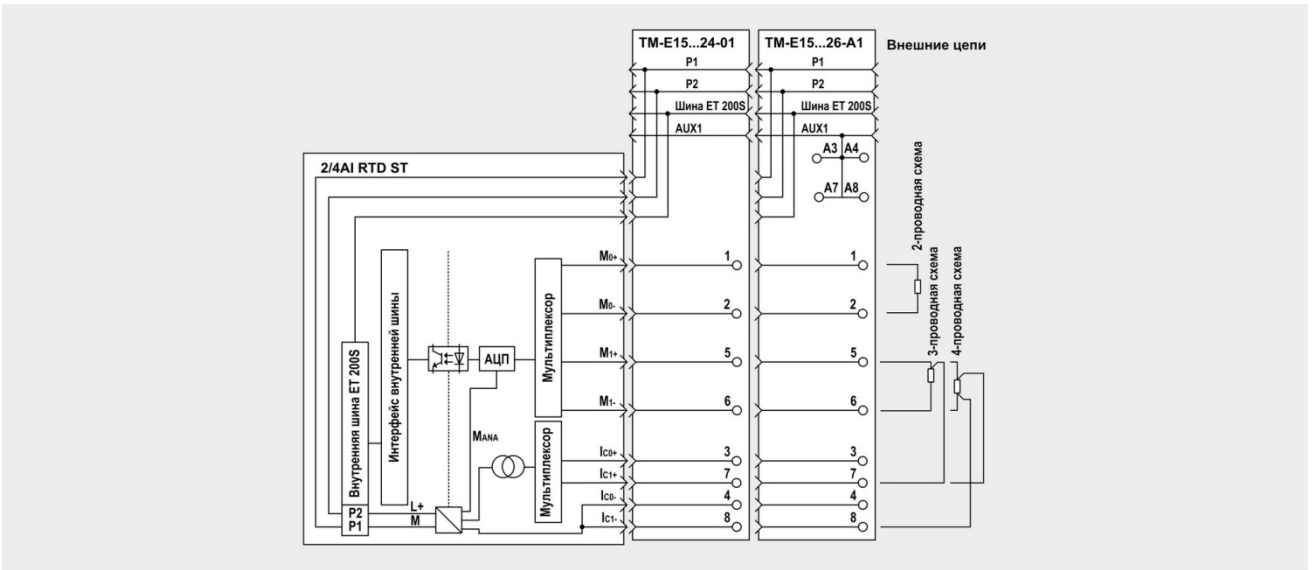 TM-E15...24-01
TM-E15...26-A1
Внешние цепи
P1
P1
P2
P2
Шина ET 200S
Шина ET 200S
AUX1
AUX1
A3 A4
A7 A8
2/4AI RTD ST
Внутренняя шина ET 200S
P2
P1
Интерфейс внутренней шины
L+
M
АЦП
MANA
Мультиплексор
Мультиплексор
M0+
1
1
M0-
2
2
M1+
5
5
M1-
6
6
IC0+
3
3
IC1+
7
7
IC0-
4
4
IC1-
8
8
2-проводная схема
3-проводная схема
4-проводная схема